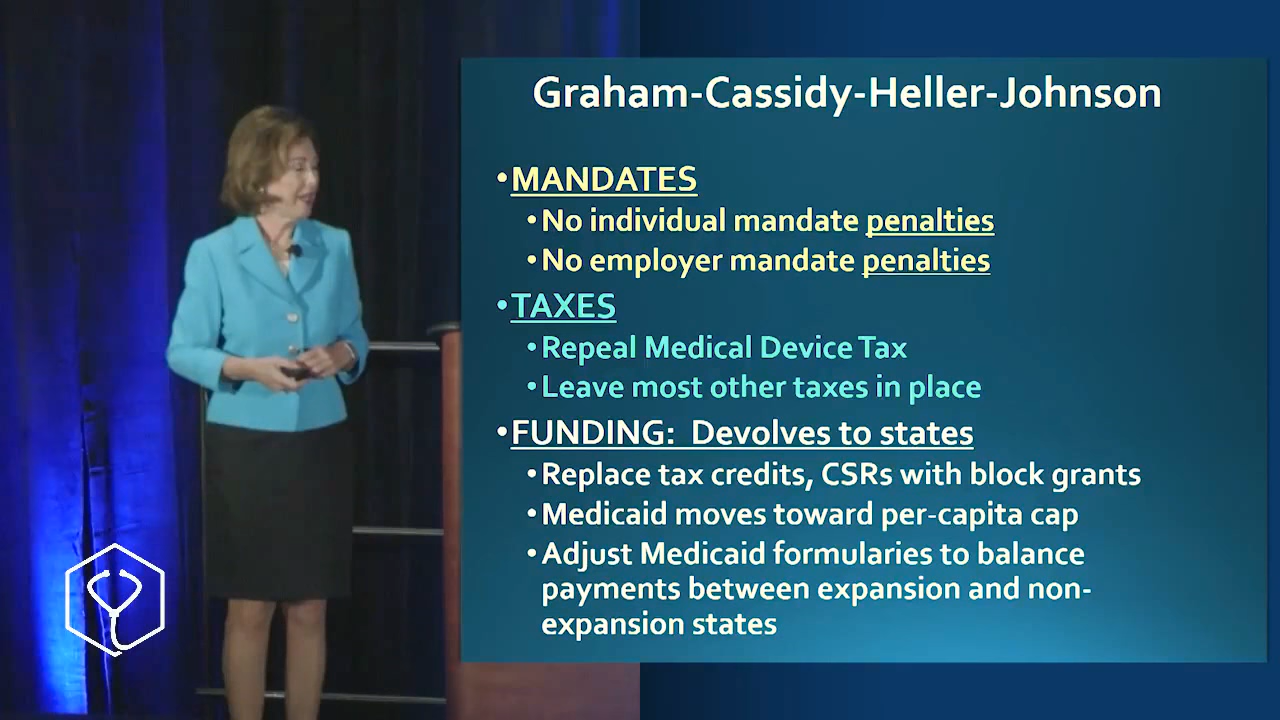 Graham-Cassidy-Heller-Johnson
•MANDATES
•No individual mandate penalties
•No employer mandate penalties
•TAXES
•Repeal Medical Device Tax
•Leave most other taxes in place
•FUNDING: Devolves to states
•Replace tax credits, CSRs with block grants
•Medicaid moves toward per-capita cap
•Adjust Medicaid formularies to balance
payments between expansion and non-
expansion states